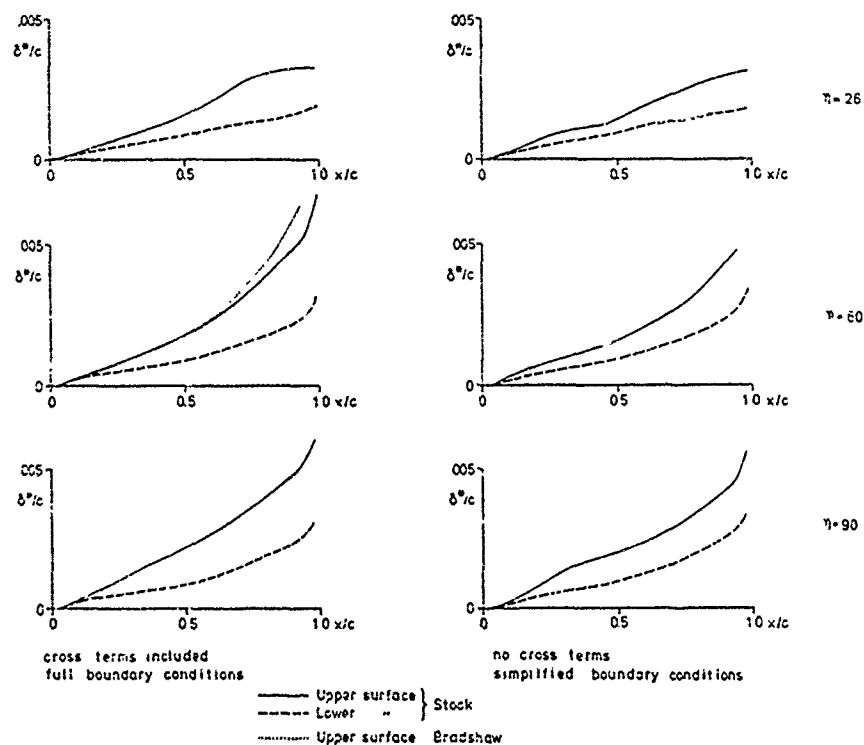 .005
δ*/c
0
0
0.5
1.0 x/c
.005
δ*/c
0
0
0.5
1.0 x/c
η=.26
.005
δ*/c
0
0
0.5
1.0 x/c
.005
δ*/c
0
0
0.5
1.0 x/c
η=.60
.005
δ*/c
0
0
0.5
1.0 x/c
.005
δ*/c
0
0
0.5
1.0 x/c
η=.90
cross terms included
full boundary conditions
no cross terms
simplified boundary conditions
Upper surface
Lower "
Stock
Upper surface Bradshaw